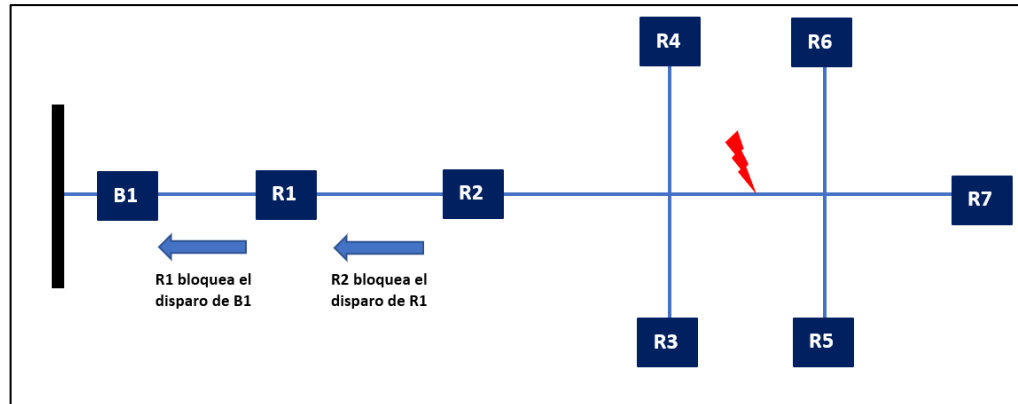 R4
R6
B1
R1
R2
R7
R1 bloquea el
disparo de B1
R2 bloquea el
disparo de R1
R3
R5